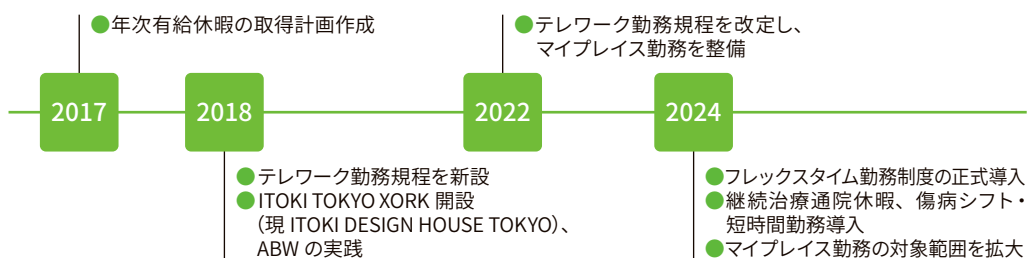 ●年次有給休暇の取得計画作成
●テレワーク勤務規程を改定し、
マイプレイス勤務を整備
2017
2018
2022
2024
●テレワーク勤務規程を新設
●ITOKI TOKYO XORK 開設
（現 ITOKI DESIGN HOUSE TOKYO）、
ABW の実践
●フレックスタイム勤務制度の正式導入
●継続治療通院休暇、傷病シフト・
短時間勤務導入
●マイプレイス勤務の対象範囲を拡大